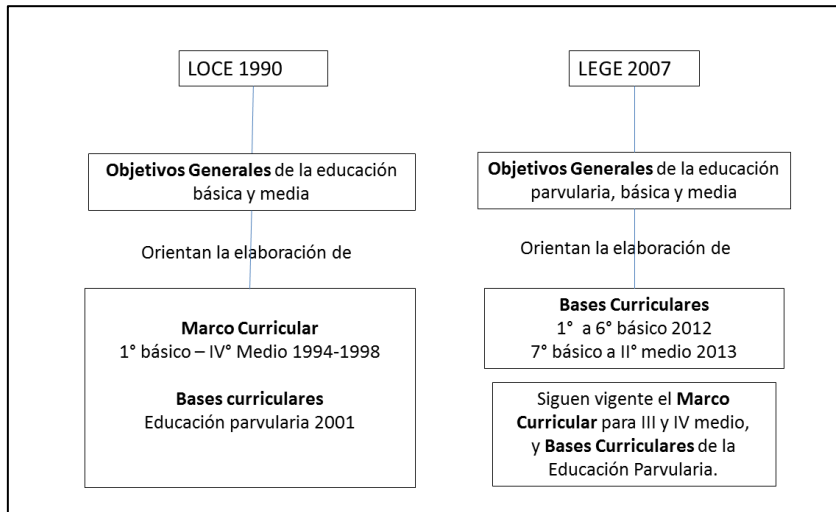 LOCE 1990
Objetivos Generales de la educación
básica y media
Orientan la elaboración de
Marco Curricular
1° básico – IV° Medio 1994-1998
Bases curriculares
Educación parvularia 2001
LEGE 2007
Objetivos Generales de la educación
parvularia, básica y media
Orientan la elaboración de
Bases Curriculares
1° a 6° básico 2012
7° básico a II° medio 2013
Siguen vigente el Marco
Curricular para III y IV medio,
y Bases Curriculares de la
Educación Parvularia.